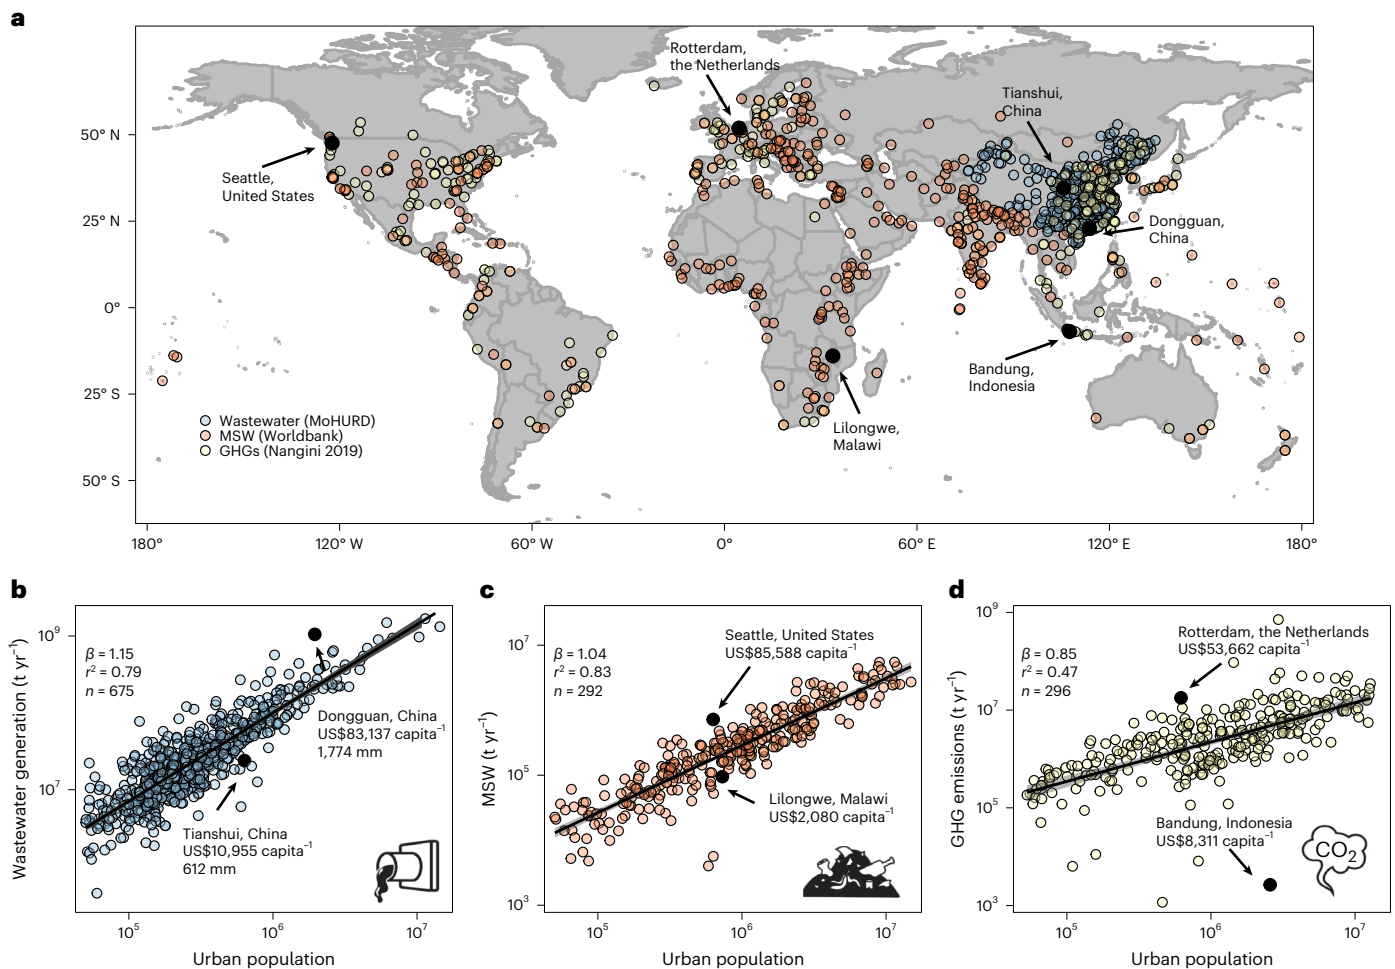 a
Rotterdam,
the Netherlands
Tianshui,
China
50° N
Seattle,
United States
25° N
Dongguan,
China
0°
Bandung,
Indonesia
25° S
Wastewater (MoHURD)
MSW (Worldbank)
GHGs (Nangini 2019)
Lilongwe,
Malawi
50° S
180°
120° W
60° W
0°
60° E
120° E
180°
b
Wastewater generation (t yr⁻¹)
10⁹
10⁷
β = 1.15
r² = 0.79
n = 675
Dongguan, China
US$83,137 capita⁻¹
1,774 mm
Tianshui, China
US$10,955 capita⁻¹
612 mm
10⁵
10⁶
10⁷
Urban population
c
MSW (t yr⁻¹)
10⁷
10⁵
10³
β = 1.04
r² = 0.83
n = 292
Seattle, United States
US$85,588 capita⁻¹
Lilongwe, Malawi
US$2,080 capita⁻¹
10⁵
10⁶
10⁷
Urban population
d
GHG emissions (t yr⁻¹)
10⁹
10⁷
10⁵
10³
β = 0.85
r² = 0.47
n = 296
Rotterdam, the Netherlands
US$53,662 capita⁻¹
Bandung, Indonesia
US$8,311 capita⁻¹
CO₂
10⁵
10⁶
10⁷
Urban population